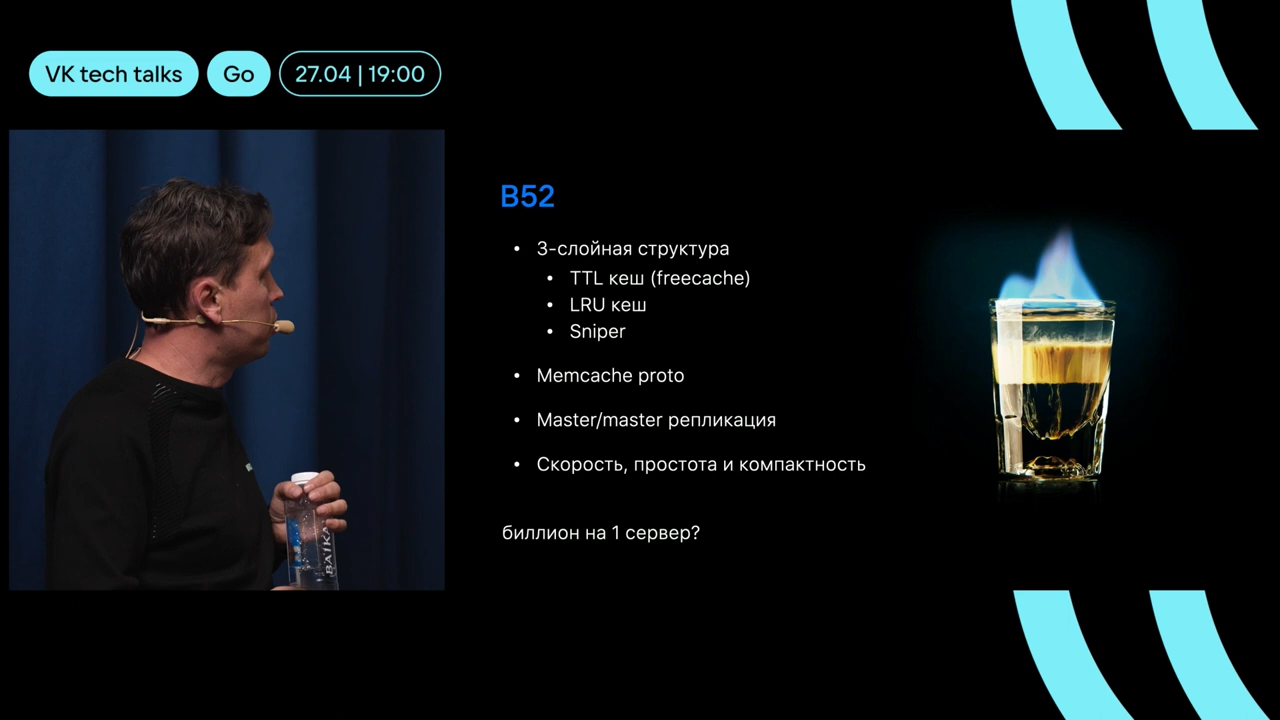 VK tech talks
Go
27.04 | 19:00
B52
• 3-слойная структура
• TTL кеш (freecache)
• LRU кеш
• Sniper
• Memcache proto
• Master/master репликация
• Скорость, простота и компактность
биллион на 1 сервер?
BAIKA